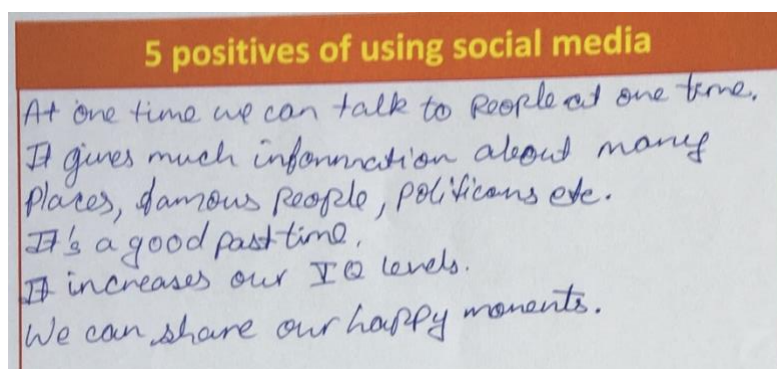 5 positives of using social media
At one time we can talk to people at one time.
It gives much information about many
Places, famous people, politicans etc.
It's a good past time.
It increases our IQ levels.
We can share our happy moments.